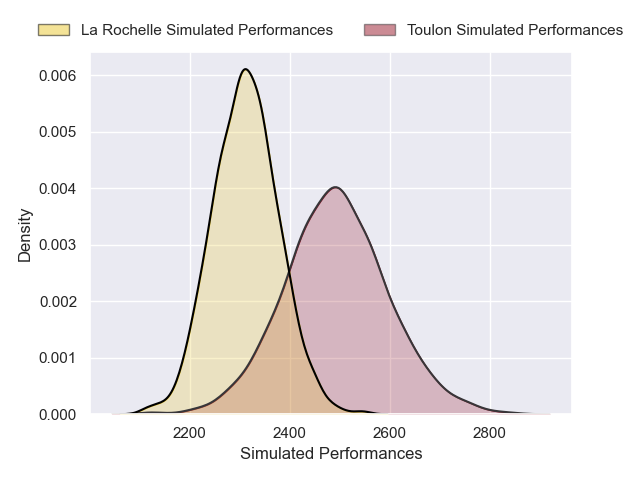 La Rochelle Simulated Performances
Toulon Simulated Performances
0.006
0.005
0.004
0.003
0.002
0.001
0.000
Density
2200
2400
2600
2800
Simulated Performances